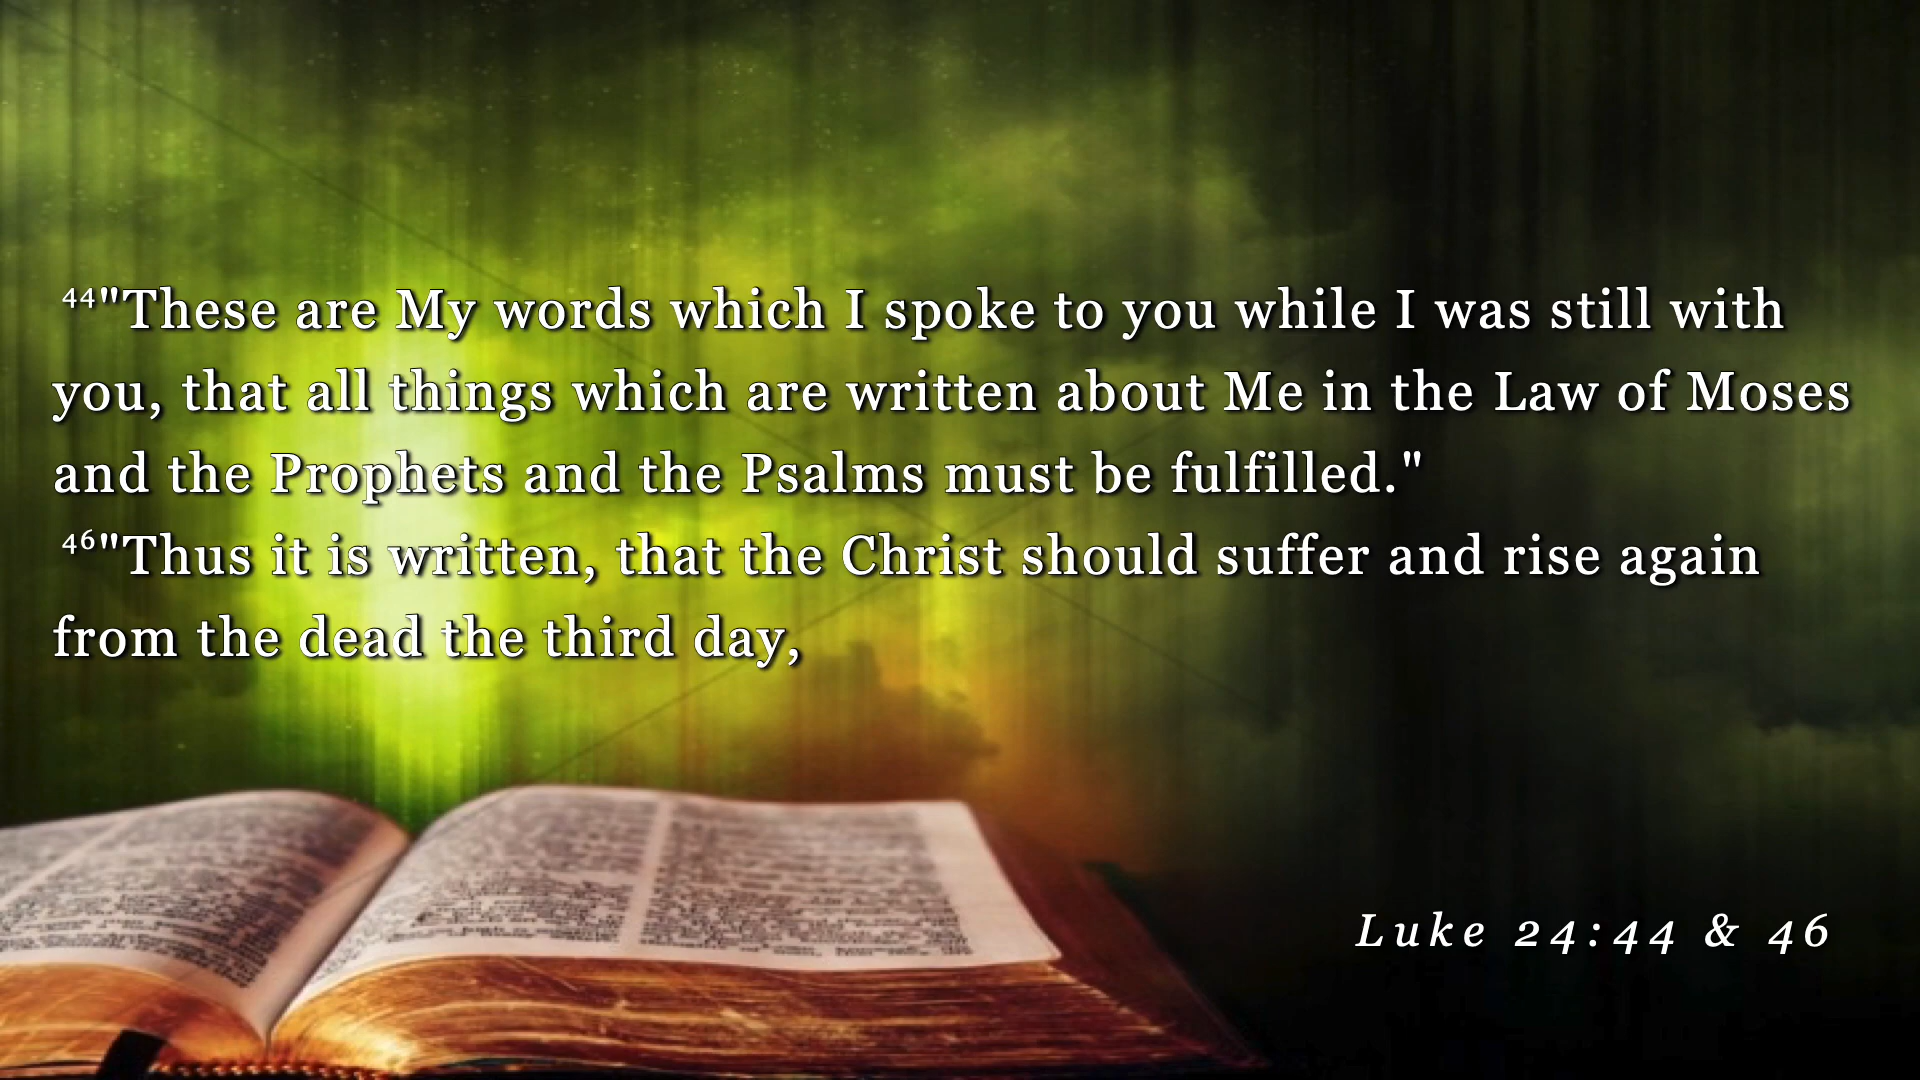 ⁴⁴"These are My words which I spoke to you while I was still with
you, that all things which are written about Me in the Law of Moses
and the Prophets and the Psalms must be fulfilled."
⁴⁶"Thus it is written, that the Christ should suffer and rise again
from the dead the third day,
Luke 24:44 & 46